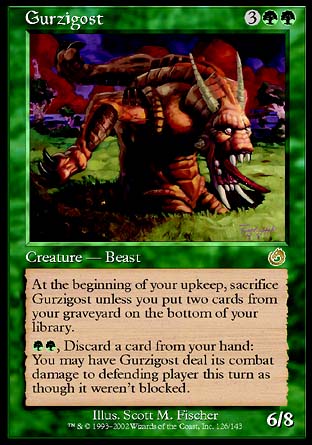 Gurzigost 3
Creature — Beast
At the beginning of your upkeep, sacrifice
Gurzigost unless you put two cards from
your graveyard on the bottom of your
library.
, Discard a card from your hand:
You may have Gurzigost deal its combat
damage to defending player this turn as
though it weren't blocked.
Illus. Scott M. Fischer
™ & © 1993–2002 Wizards of the Coast, Inc. 126/143
6/8